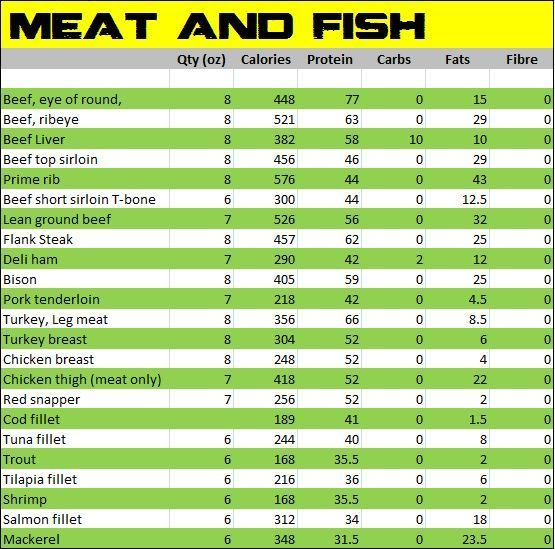 MEAT AND FISH
Qty (oz) Calories Protein Carbs Fats Fibre
Beef, eye of round, 8 448 77 0 15 0
Beef, ribeye 8 521 63 0 29 0
Beef Liver 8 382 58 10 10 0
Beef top sirloin 8 456 46 0 29 0
Prime rib 8 576 44 0 43 0
Beef short sirloin T-bone 6 300 44 0 12.5 0
Lean ground beef 7 526 56 0 32 0
Flank Steak 8 457 62 0 25 0
Deli ham 7 290 42 2 12 0
Bison 8 405 59 0 25 0
Pork tenderloin 7 218 42 0 4.5 0
Turkey, Leg meat 8 356 66 0 8.5 0
Turkey breast 8 304 52 0 6 0
Chicken breast 8 248 52 0 4 0
Chicken thigh (meat only) 7 418 52 0 22 0
Red snapper 7 256 52 0 2 0
Cod fillet 189 41 0 1.5 0
Tuna fillet 6 244 40 0 8 0
Trout 6 168 35.5 0 2 0
Tilapia fillet 6 216 36 0 6 0
Shrimp 6 168 35.5 0 2 0
Salmon fillet 6 312 34 0 18 0
Mackerel 6 348 31.5 0 23.5 0